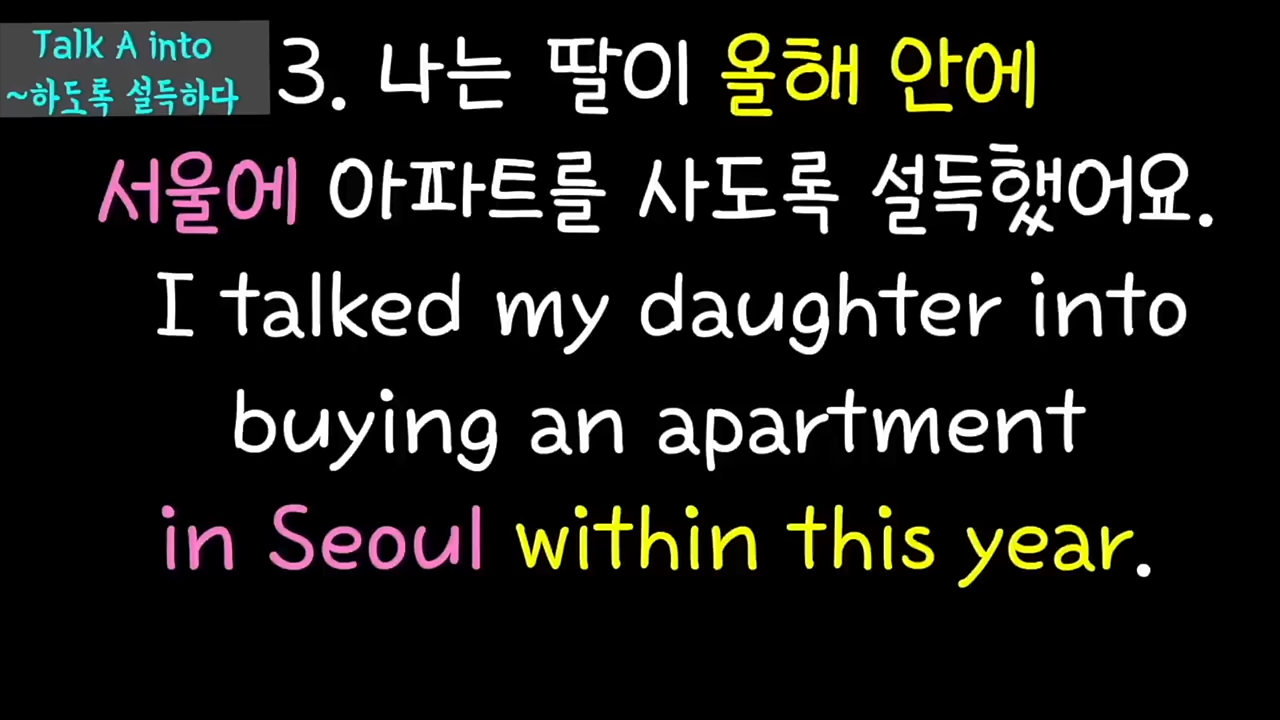 Talk A into
~하도록 설득하다
3. 나는 딸이 올해 안에
서울에 아파트를 사도록 설득했어요.
I talked my daughter into
buying an apartment
in Seoul within this year.